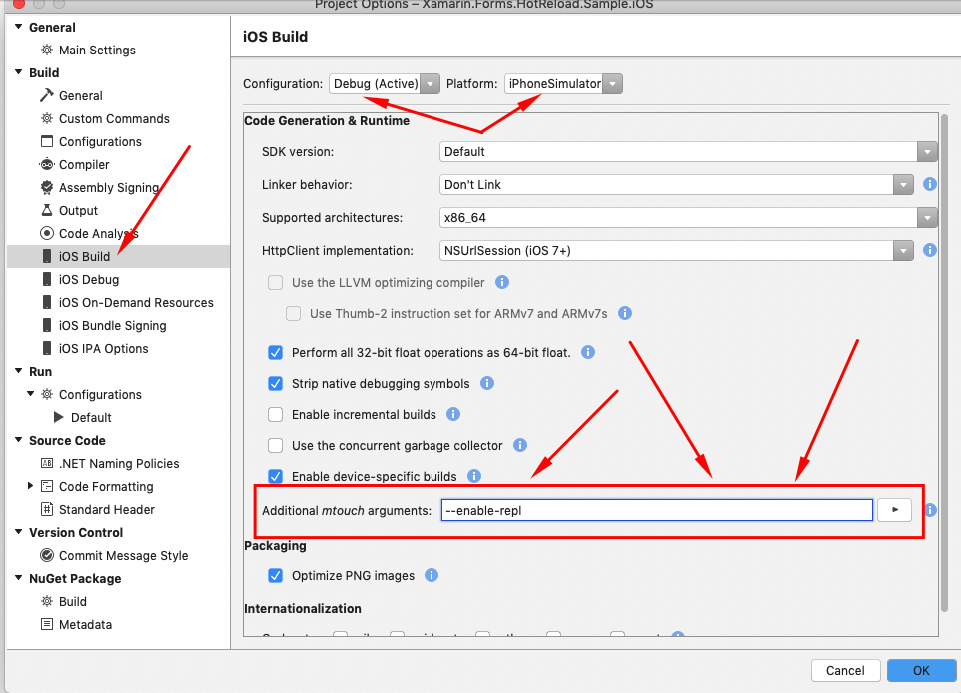 Project Options – Xamarin.Forms.HotReload.Sample.iOS
General
Main Settings
Build
General
Custom Commands
Configurations
Compiler
Assembly Signing
Output
Code Analysis
iOS Build
iOS Debug
iOS On-Demand Resources
iOS Bundle Signing
iOS IPA Options
Run
Configurations
Default
Source Code
.NET Naming Policies
Code Formatting
Standard Header
Version Control
Commit Message Style
NuGet Package
Build
Metadata
iOS Build
Configuration: Debug (Active) Platform: iPhoneSimulator
Code Generation & Runtime
SDK version: Default
Linker behavior: Don't Link
Supported architectures: x86_64
HttpClient implementation: NSUrlSession (iOS 7+)
Use the LLVM optimizing compiler
Use Thumb-2 instruction set for ARMv7 and ARMv7s
Perform all 32-bit float operations as 64-bit float.
Strip native debugging symbols
Enable incremental builds
Use the concurrent garbage collector
Enable device-specific builds
Additional mtouch arguments: --enable-repl
Packaging
Optimize PNG images
Internationalization
Cancel OK